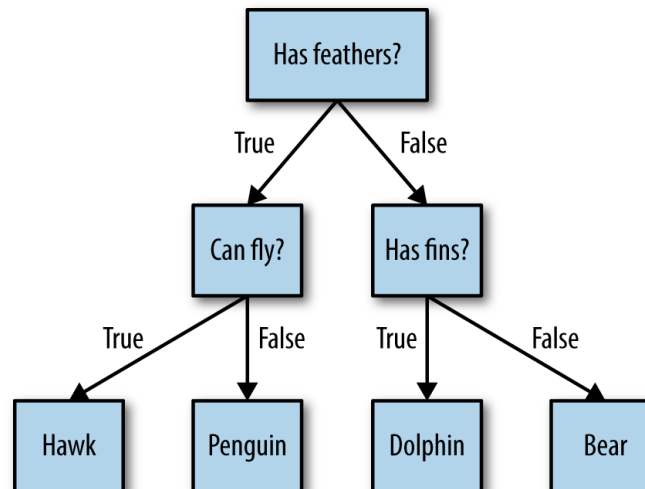 Has feathers?
True
False
Can fly?
Has fins?
True
False
True
False
Hawk
Penguin
Dolphin
Bear